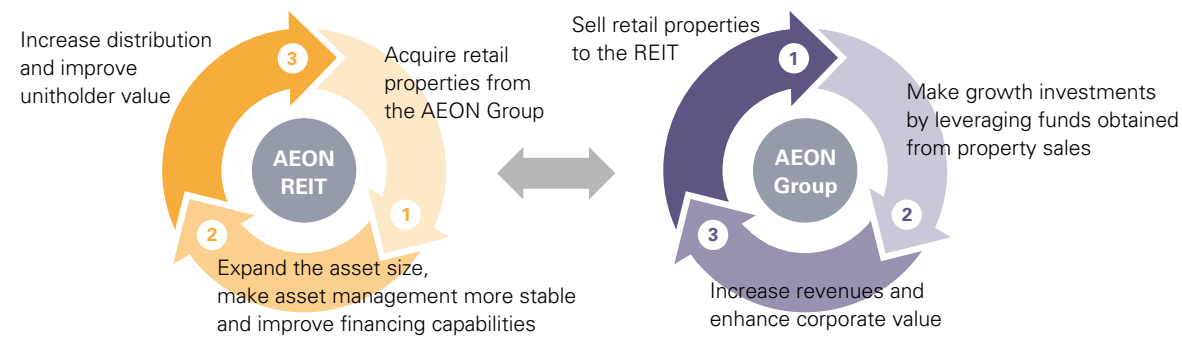 Increase distribution
and improve
unitholder value
3
Acquire retail
properties from
the AEON Group
AEON
REIT
1
2
Expand the asset size,
make asset management more stable
and improve financing capabilities
Sell retail properties
to the REIT
1
Make growth investments
by leveraging funds obtained
from property sales
AEON
Group
2
3
Increase revenues and
enhance corporate value